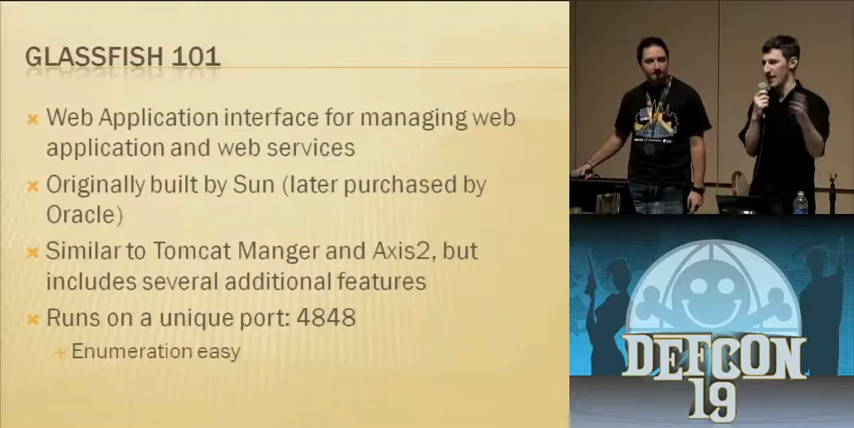 GLASSFISH 101
Web Application interface for managing web
application and web services
Originally built by Sun (later purchased by
Oracle)
Similar to Tomcat Manger and Axis2, but
includes several additional features
Runs on a unique port: 4848
Enumeration easy
DEFCON
19